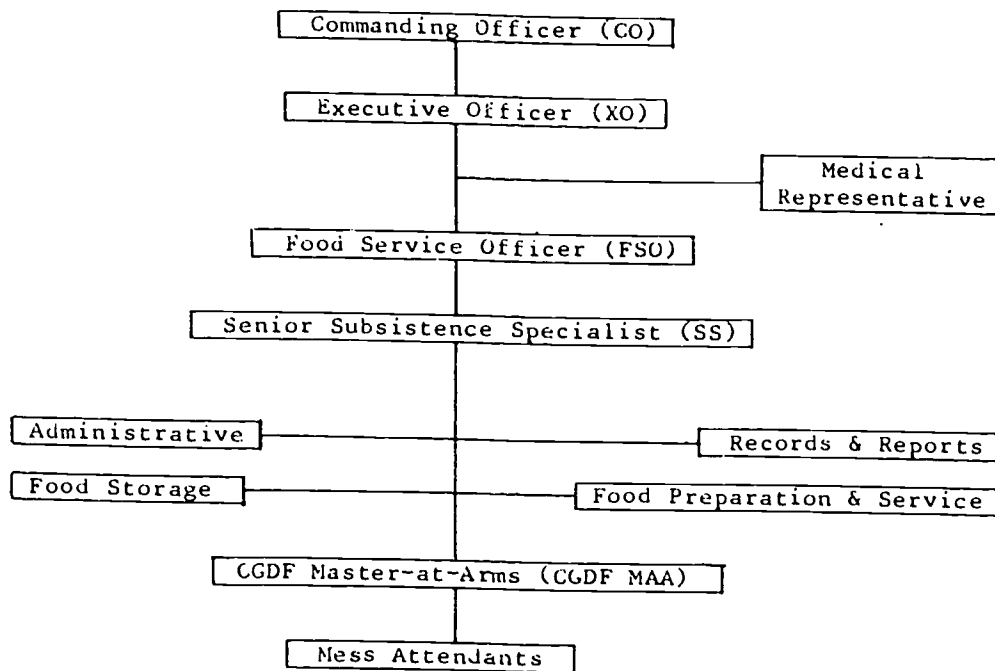 Commanding Officer (CO)
Executive Officer (XO)
Medical
Representative
Food Service Officer (FSO)
Senior Subsistence Specialist (SS)
Administrative
Records & Reports
Food Storage
Food Preparation & Service
CGDF Master-at-Arms (CGDF MAA)
Mess Attendants